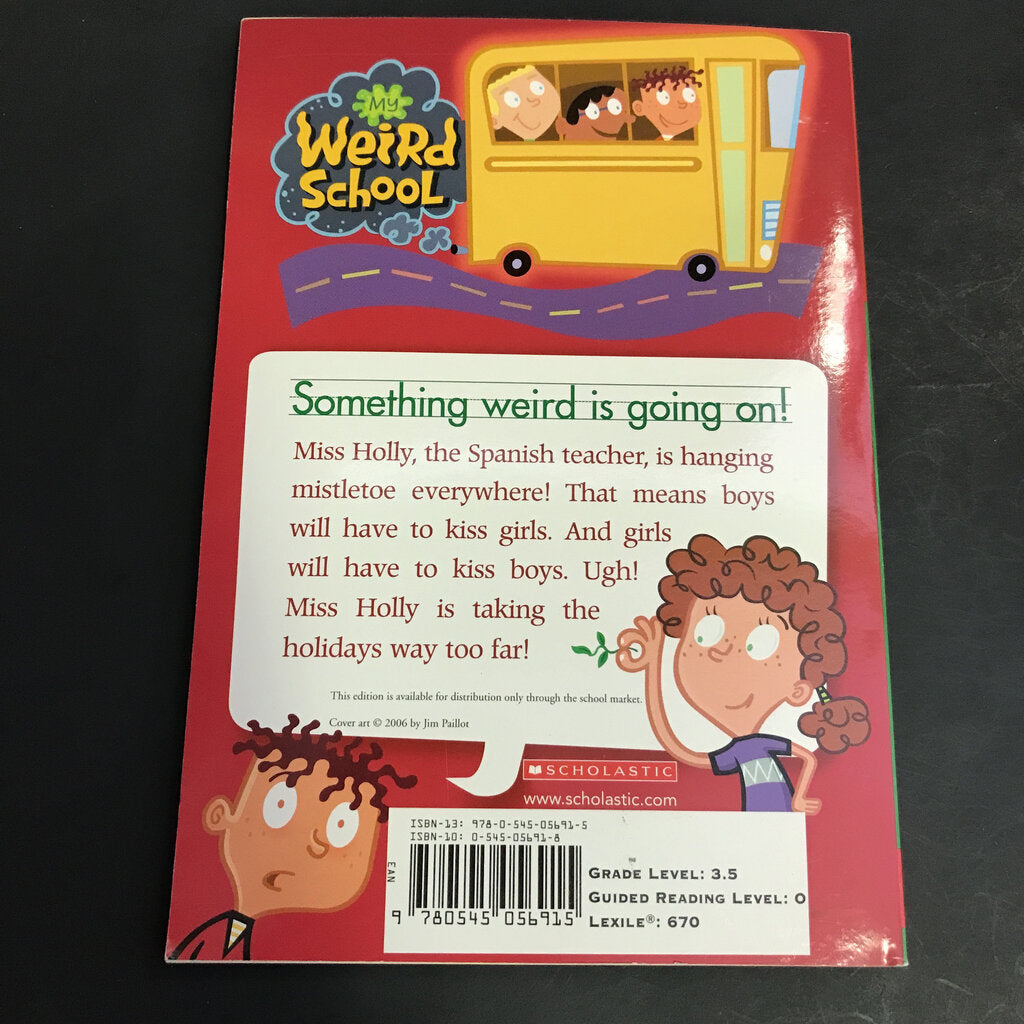 My
WeiRd
SchooL
Something weird is going on!
Miss Holly, the Spanish teacher, is hanging
mistletoe everywhere! That means boys
will have to kiss girls. And girls
will have to kiss boys. Ugh!
Miss Holly is taking the
holidays way too far!
This edition is available for distribution only through the school market.
Cover art © 2006 by Jim Paillot
SCHOLASTIC
www.scholastic.com
ISBN-13: 978-0-545-05691-5
ISBN-10: 0-545-05691-8
EAN
9 780545 056915
GRADE LEVEL: 3.5
GUIDED READING LEVEL: O
LEXILE®: 670